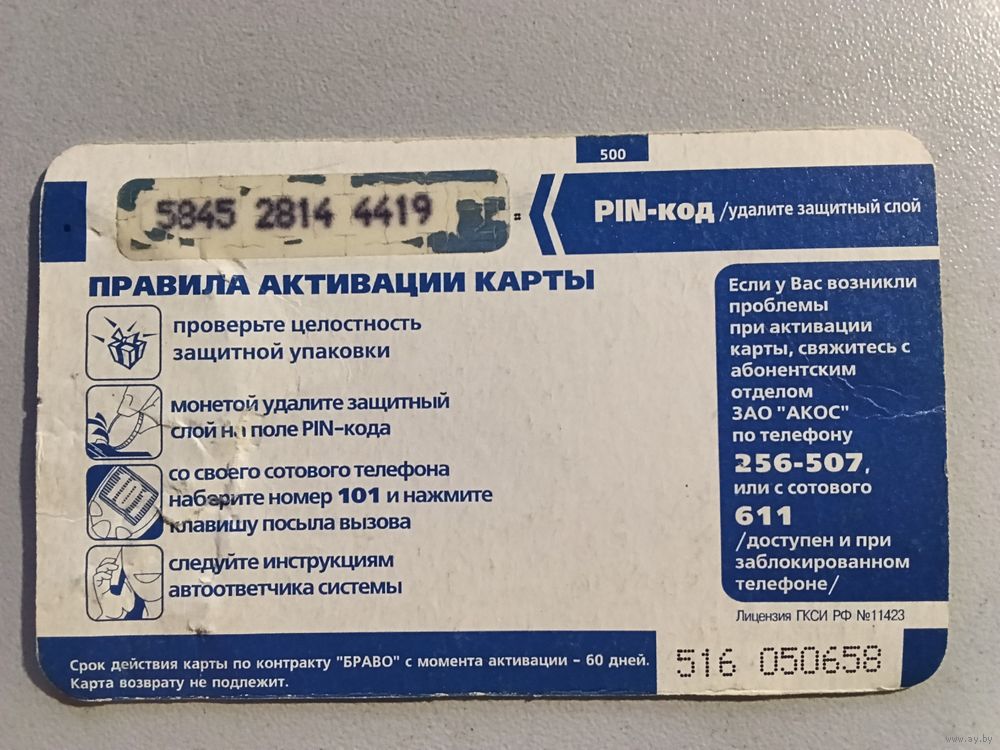 500
5845 2814 4419
PIN-код /удалите защитный слой
ПРАВИЛА АКТИВАЦИИ КАРТЫ
проверьте целостность
защитной упаковки
монетой удалите защитный
слой на поле PIN-кода
со своего сотового телефона
наберите номер 101 и нажмите
клавишу посыла вызова
следуйте инструкциям
автоответчика системы
Если у Вас возникли
проблемы
при активации
карты, свяжитесь с
абонентским
отделом
ЗАО "АКОС"
по телефону
256-507,
или с сотового
611
/доступен и при
заблокированном
телефоне/
Лицензия ГКСИ РФ №11423
Срок действия карты по контракту "БРАВО" с момента активации - 60 дней.
Карта возврату не подлежит.
516 050658
www.ay.by